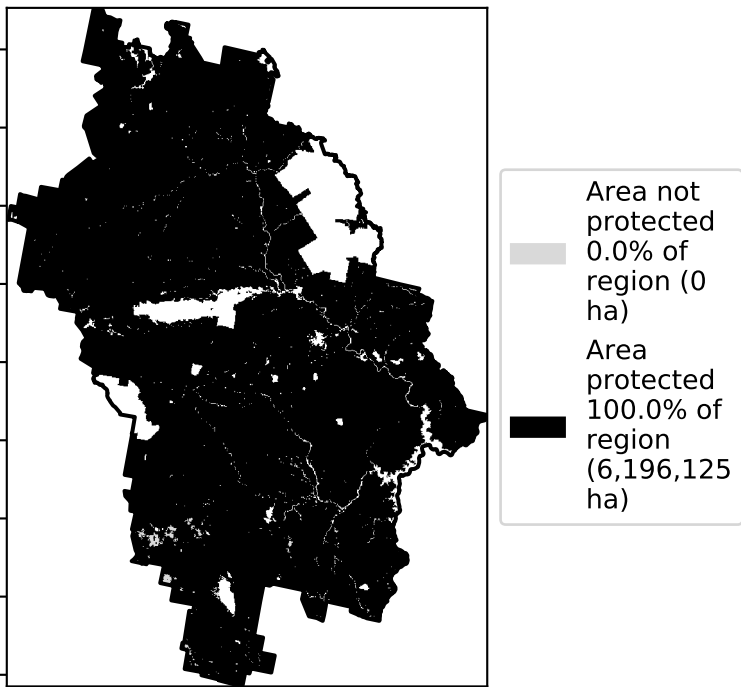 Area not
protected
0.0% of
region (0
ha)
Area
protected
100.0% of
region
(6,196,125
ha)